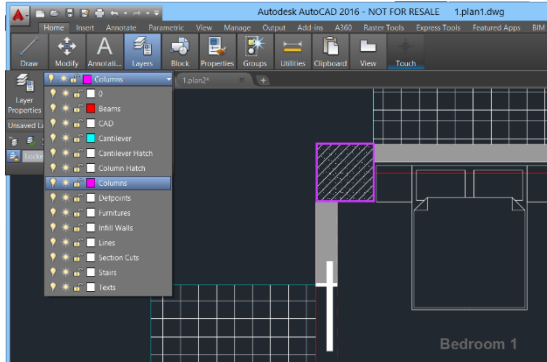 Autodesk AutoCAD 2016 - NOT FOR RESALE 1.plan1.dwg
Home Insert Annotate Parametric View Manage Output Add-ins A360 Raster Tools Express Tools Featured Apps BIM
Draw Modify Annotati... Layers Block Properties Groups Utilities Clipboard View Touch
Columns
1.plan2*
Layer
Properties
0
Beams
Unsaved La
CAD
Cantilever
Cantilever Hatch
Locke
Column Hatch
Columns
Defpoints
Furnitures
Infill Walls
Lines
Section Cuts
Stairs
Texts
Bedroom 1